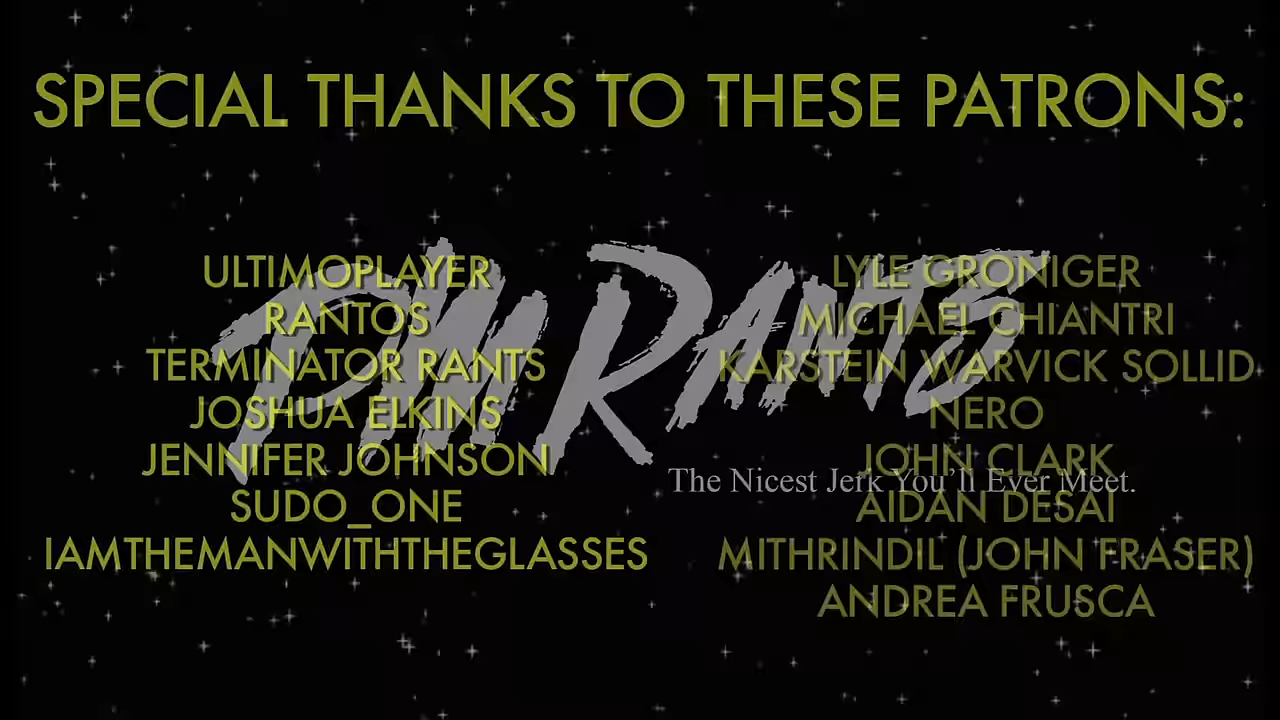 SPECIAL THANKS TO THESE PATRONS:
ULTIMOPLAYER
RANTOS
TERMINATOR RANTS
JOSHUA ELKINS
JENNIFER JOHNSON
SUDO_ONE
IAMTHEMANWITHTHEGLASSES
LYLE GRONIGER
MICHAEL CHIANTRI
KARSTEIN WARVICK SOLLID
NERO
JOHN CLARK
AIDAN DESAI
MITHRINDIL (JOHN FRASER)
ANDREA FRUSCA
RANTS
The Nicest Jerk You'll Ever Meet.